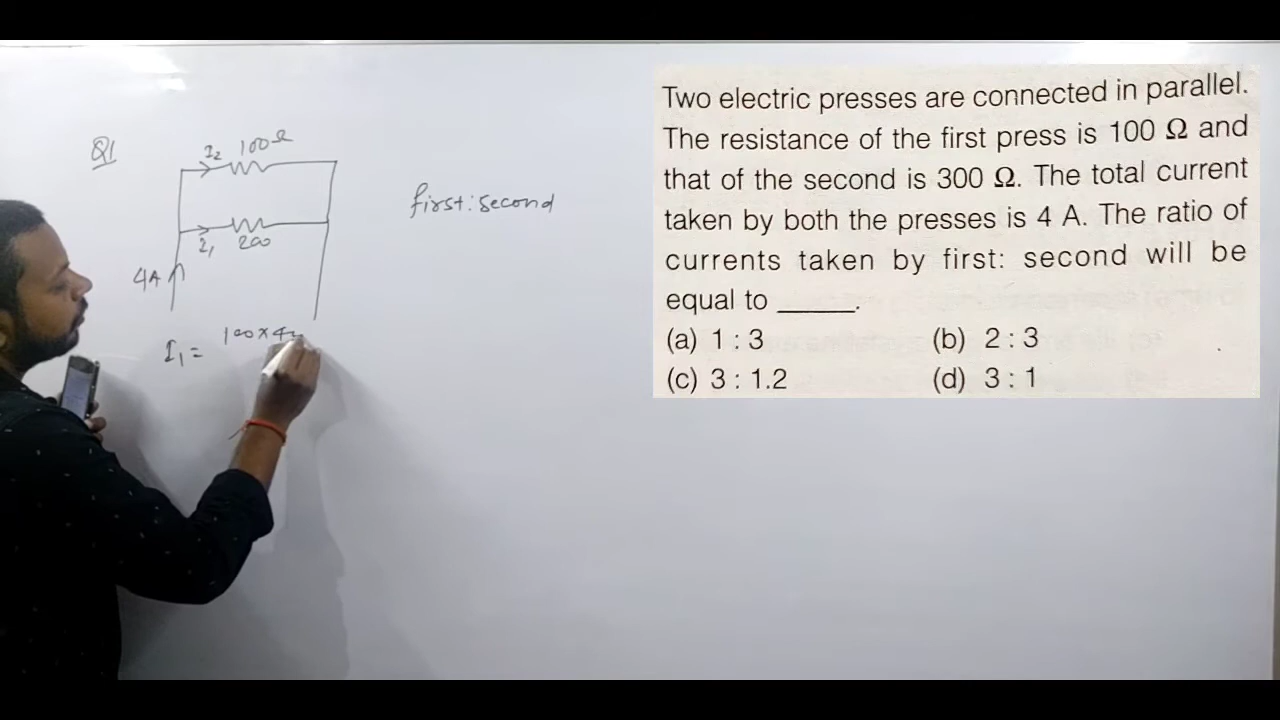 Q1
I₂ 100Ω
I₁ 200
4A
I₁ = 100×4
first:second
Two electric presses are connected in parallel.
The resistance of the first press is 100 Ω and
that of the second is 300 Ω. The total current
taken by both the presses is 4 A. The ratio of
currents taken by first: second will be
equal to _____.
(a) 1 : 3 (b) 2 : 3
(c) 3 : 1.2 (d) 3 : 1